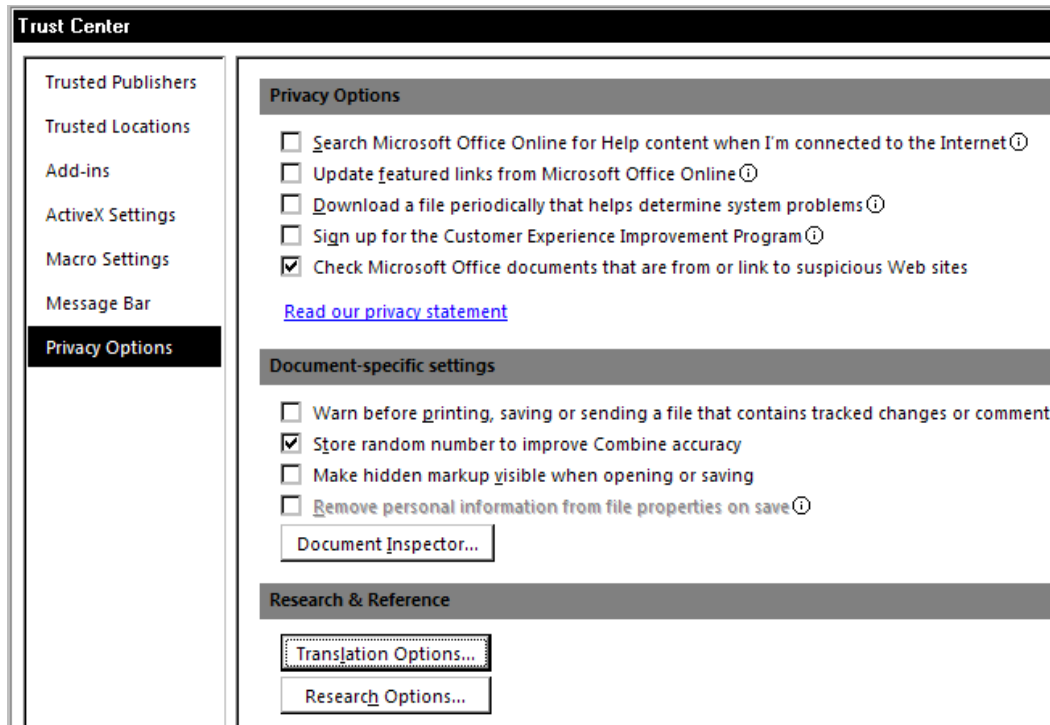 Trust Center
Trusted Publishers
Trusted Locations
Add-ins
ActiveX Settings
Macro Settings
Message Bar
Privacy Options
Privacy Options
Search Microsoft Office Online for Help content when I'm connected to the Internet
Update featured links from Microsoft Office Online
Download a file periodically that helps determine system problems
Sign up for the Customer Experience Improvement Program
Check Microsoft Office documents that are from or link to suspicious Web sites
Read our privacy statement
Document-specific settings
Warn before printing, saving or sending a file that contains tracked changes or comment
Store random number to improve Combine accuracy
Make hidden markup visible when opening or saving
Remove personal information from file properties on save
Document Inspector...
Research & Reference
Translation Options...
Research Options...